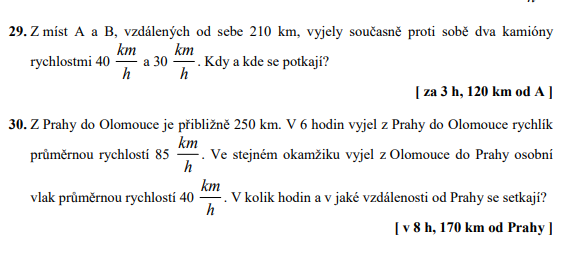 29. Z míst A a B, vzdálených od sebe 210 km, vyjely současně proti sobě dva kamióny
rychlostmi 40 km/h a 30 km/h. Kdy a kde se potkají?
[ za 3 h, 120 km od A ]
30. Z Prahy do Olomouce je přibližně 250 km. V 6 hodin vyjel z Prahy do Olomouce rychlík
průměrnou rychlostí 85 km/h. Ve stejném okamžiku vyjel z Olomouce do Prahy osobní
vlak průměrnou rychlostí 40 km/h. V kolik hodin a v jaké vzdálenosti od Prahy se setkají?
[ v 8 h, 170 km od Prahy ]